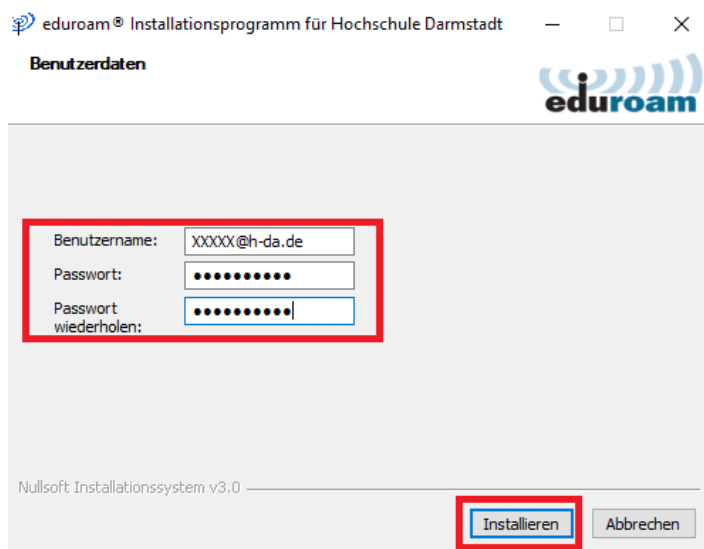 eduroam® Installationsprogramm für Hochschule Darmstadt
Benutzerdaten
eduroam
Benutzername: XXXXX@h-da.de
Passwort: ●●●●●●●●●●
Passwort
wiederholen: ●●●●●●●●●●
Nullsoft Installationssystem v3.0
Installieren Abbrechen